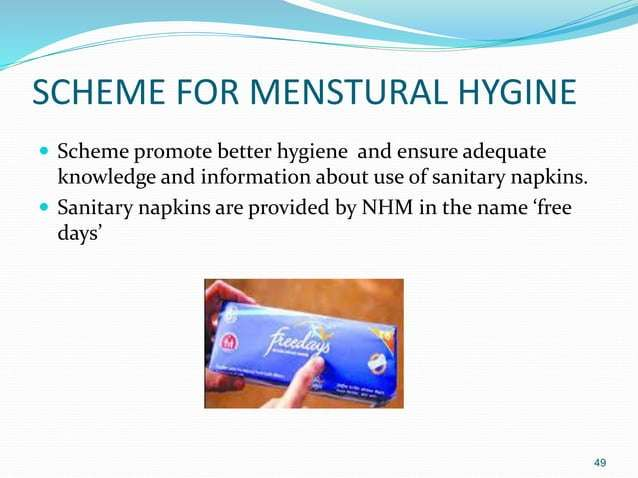 SCHEME FOR MENSTURAL HYGINE
Scheme promote better hygiene and ensure adequate
knowledge and information about use of sanitary napkins.
Sanitary napkins are provided by NHM in the name ‘free
days’
freedays
49